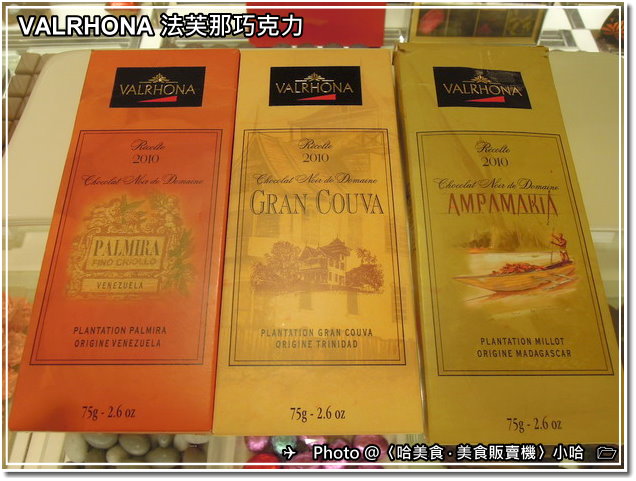 VALRHONA 法芙那巧克力
VALRHONA
Récolte
2010
Chocolat Noir de Domaine
PALMIRA
FINO CRIOLLO
VENEZUELA
PLANTATION PALMIRA
ORIGINE VENEZUELA
75g - 2.6 oz
VALRHONA
Récolte
2010
Chocolat Noir de Domaine
GRAN COUVA
PLANTATION GRAN COUVA
ORIGINE TRINIDAD
75g - 2.6 oz
VALRHONA
Récolte
2010
Chocolat Noir de Domaine
AMPAMAKIA
PLANTATION MILLOT
ORIGINE MADAGASCAR
75g - 2.6 oz
Photo @〈哈美食 · 美食販賣機〉小哈